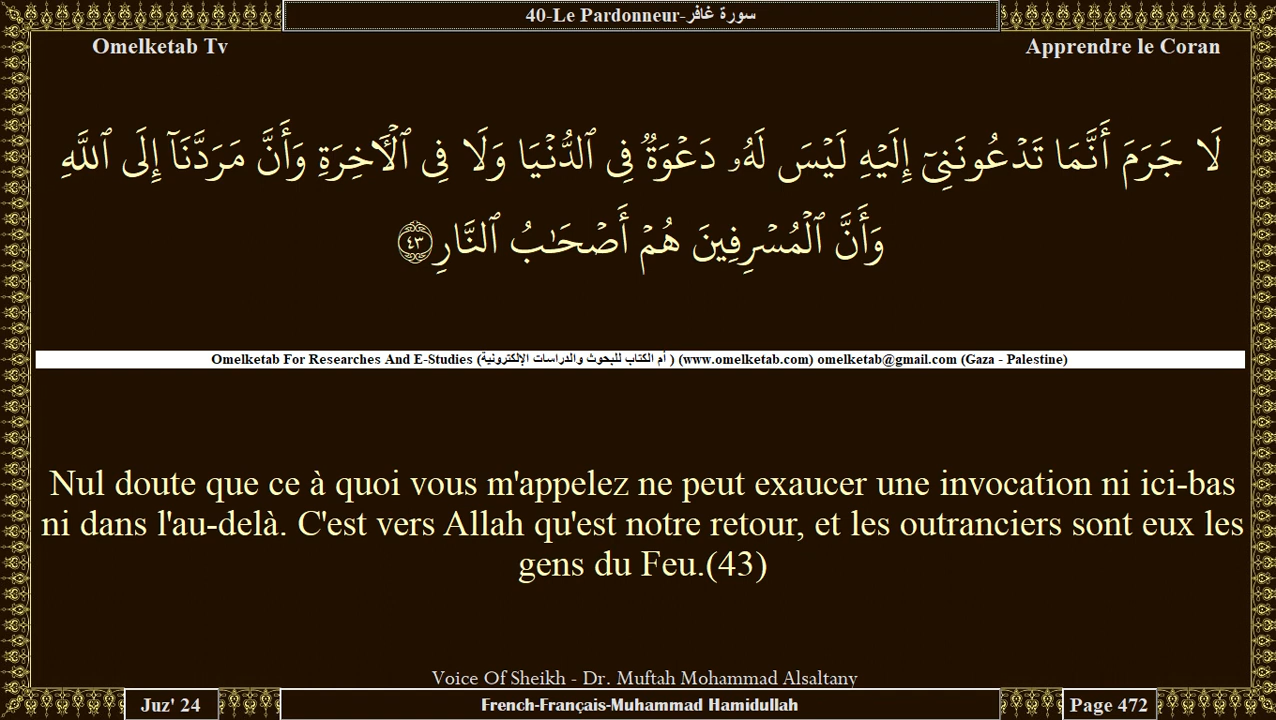 40-Le Pardonneur-سورة غافر
Omelketab Tv
Apprendre le Coran
لَا جَرَمَ أَنَّمَا تَدْعُونَنِىٓ إِلَيْهِ لَيْسَ لَهُۥ دَعْوَةٌ فِى ٱلدُّنْيَا وَلَا فِى ٱلْءَاخِرَةِ وَأَنَّ مَرَدَّنَآ إِلَى ٱللَّهِ
وَأَنَّ ٱلْمُسْرِفِينَ هُمْ أَصْحَـٰبُ ٱلنَّارِ ٤٣
Omelketab For Researches And E-Studies (أم الكتاب للبحوث والدراسات الإلكترونية ) (www.omelketab.com) omelketab@gmail.com (Gaza - Palestine)
Nul doute que ce à quoi vous m'appelez ne peut exaucer une invocation ni ici-bas
ni dans l'au-delà. C'est vers Allah qu'est notre retour, et les outranciers sont eux les
gens du Feu.(43)
Voice Of Sheikh - Dr. Muftah Mohammad Alsaltany
Juz' 24
French-Français-Muhammad Hamidullah
Page 472